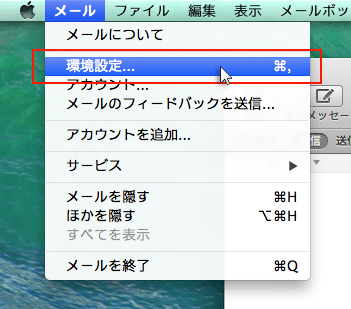 メール ファイル 編集 表示 メールボッ
メールについて
環境設定... ⌘,
アカウント...
メールのフィードバックを送信...
アカウントを追加...
サービス ▶
メールを隠す ⌘H
ほかを隠す ⌥⌘H
すべてを表示
メールを終了 ⌘Q
メッセー
信 送